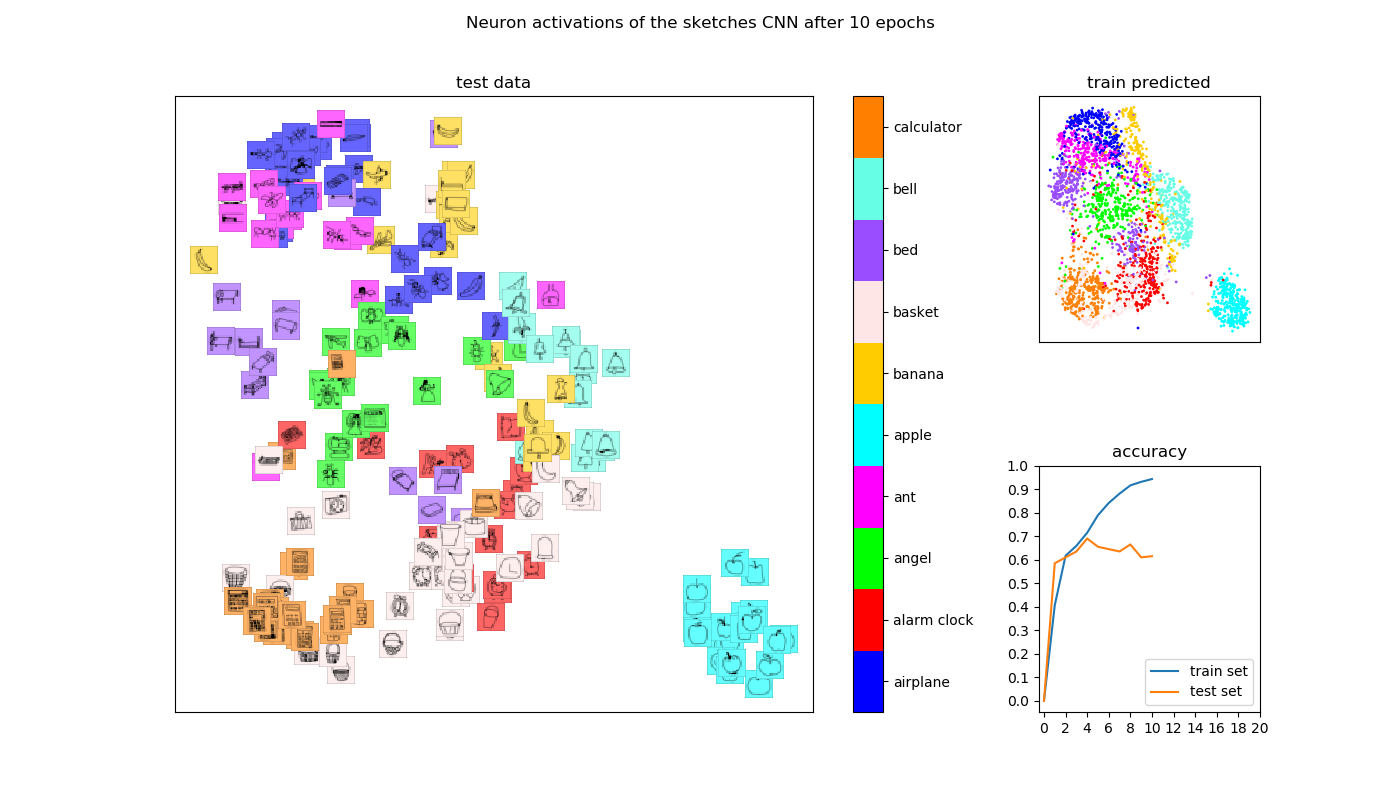 Neuron activations of the sketches CNN after 10 epochs
test data
calculator
bell
bed
basket
banana
apple
ant
angel
alarm clock
airplane
train predicted
accuracy
1.0
0.9
0.8
0.7
0.6
0.5
0.4
0.3
0.2
0.1
0.0
train set
test set
0 2 4 6 8 10 12 14 16 18 20